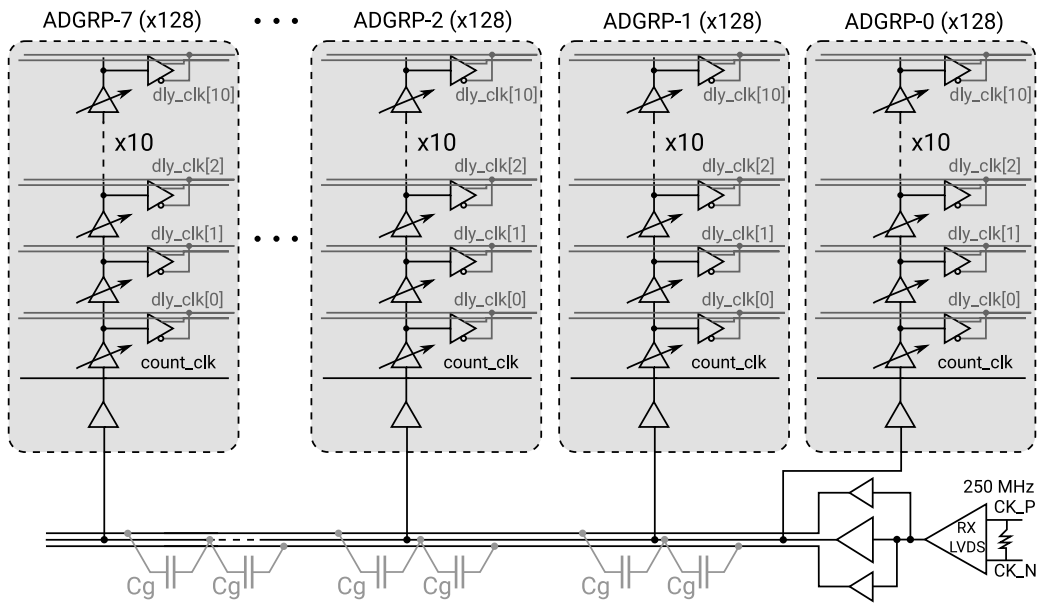 ADGRP-7 (x128) • • • ADGRP-2 (x128) ADGRP-1 (x128) ADGRP-0 (x128)
dly_clk[10] dly_clk[10] dly_clk[10] dly_clk[10]
x10 x10 x10 x10
dly_clk[2] dly_clk[2] dly_clk[2] dly_clk[2]
dly_clk[1] • • • dly_clk[1] dly_clk[1] dly_clk[1]
dly_clk[0] dly_clk[0] dly_clk[0] dly_clk[0]
count_clk count_clk count_clk count_clk
250 MHz
CK_P
RX
LVDS
CK_N
Cg Cg Cg Cg Cg Cg